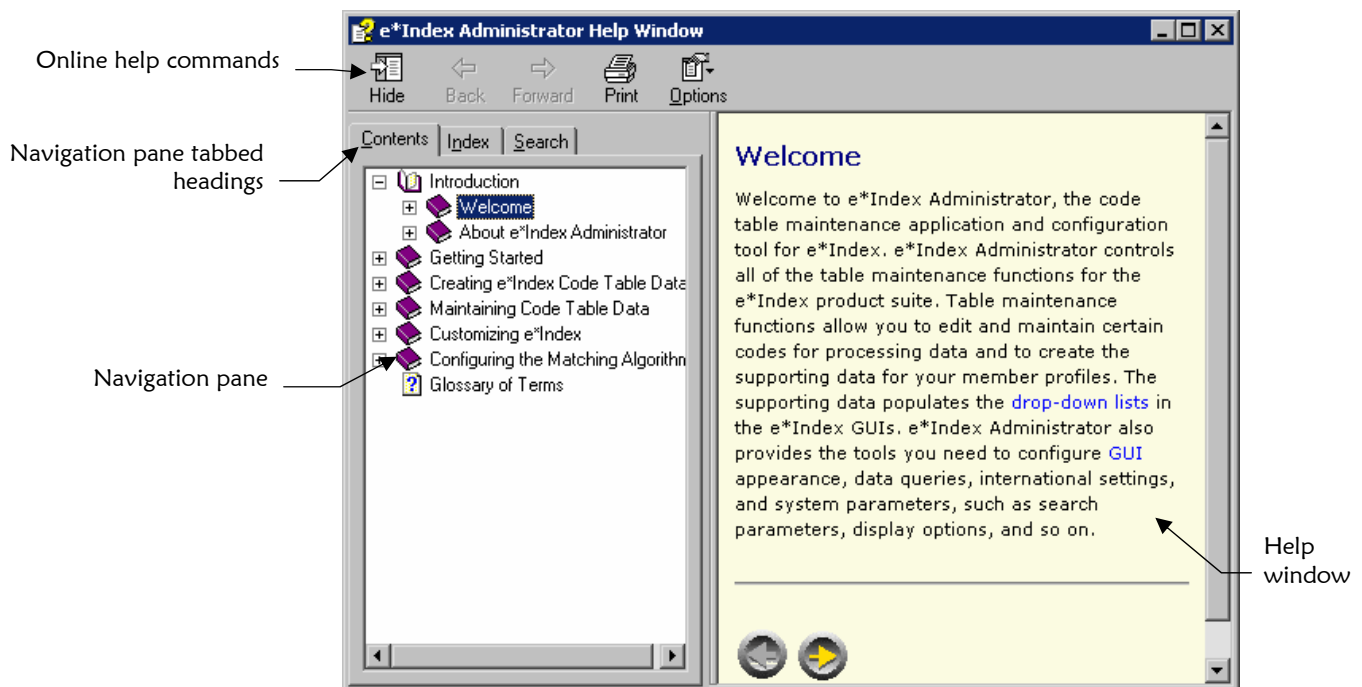 e*Index Administrator Help Window
Online help commands
Hide
Back
Forward
Print
Options
Navigation pane tabbed
headings
Contents
Index
Search
Introduction
Welcome
About e*Index Administrator
Getting Started
Creating e*Index Code Table Data
Maintaining Code Table Data
Customizing e*Index
Configuring the Matching Algorithm
Glossary of Terms
Navigation pane
Welcome
Welcome to e*Index Administrator, the code
table maintenance application and configuration
tool for e*Index. e*Index Administrator controls
all of the table maintenance functions for the
e*Index product suite. Table maintenance
functions allow you to edit and maintain certain
codes for processing data and to create the
supporting data for your member profiles. The
supporting data populates the drop-down lists in
the e*Index GUIs. e*Index Administrator also
provides the tools you need to configure GUI
appearance, data queries, international settings,
and system parameters, such as search
parameters, display options, and so on.
Help
window